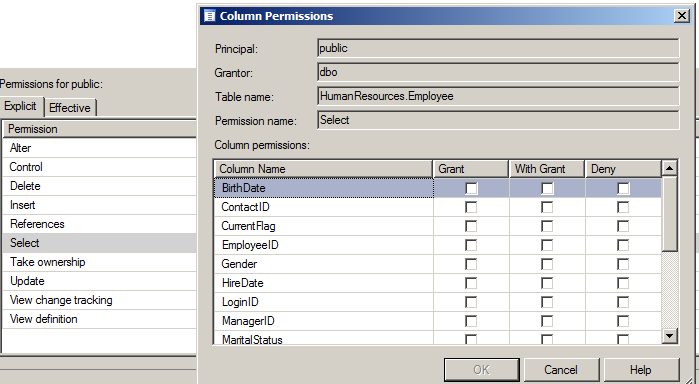 Column Permissions
Principal: public
Grantor: dbo
Table name: HumanResources.Employee
Permission name: Select
Column permissions:
Column Name Grant With Grant Deny
BirthDate
ContactID
CurrentFlag
EmployeeID
Gender
HireDate
LoginID
ManagerID
MaritalStatus
OK Cancel Help
Permissions for public:
Explicit Effective
Permission
Alter
Control
Delete
Insert
References
Select
Take ownership
Update
View change tracking
View definition